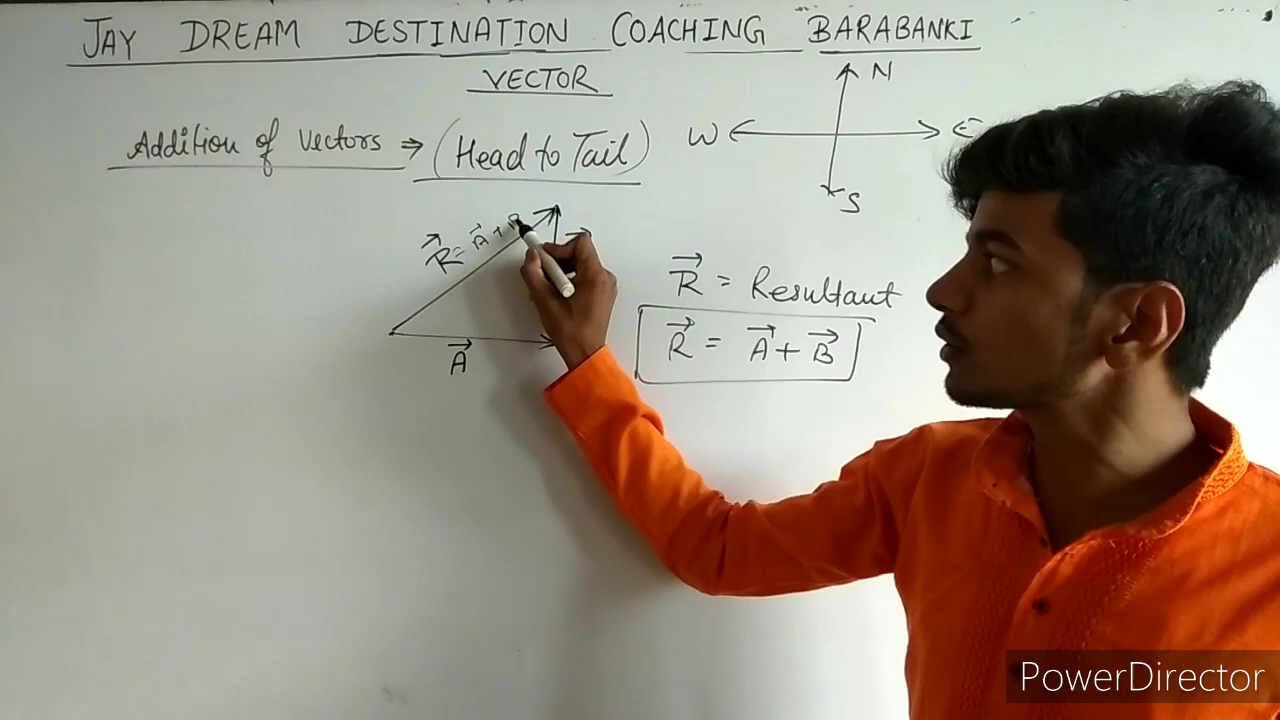 JAY DREAM DESTINATION COACHING BARABANKI
VECTOR
Addition of Vectors ⇒ (Head to Tail)
N
W E
S
R⃗ = A⃗ + B
R⃗ = Resultant
R⃗ = A⃗ + B⃗
A⃗
PowerDirector